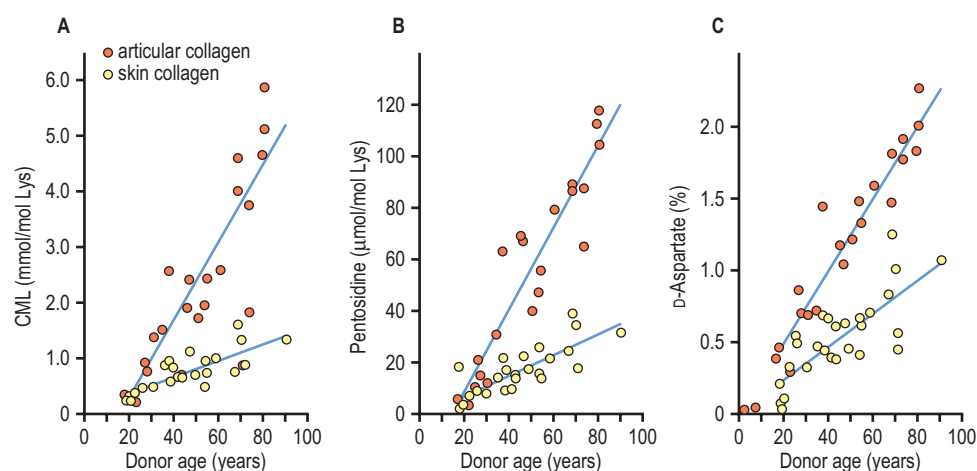 A
CML (mmol/mol Lys)
articular collagen
skin collagen
6.0
5.0
4.0
3.0
2.0
1.0
0
0 20 40 60 80 100
Donor age (years)
B
Pentosidine (μmol/mol Lys)
120
100
80
60
40
20
0
0 20 40 60 80 100
Donor age (years)
C
D-Aspartate (%)
2.0
1.5
1.0
0.5
0
0 20 40 60 80 100
Donor age (years)